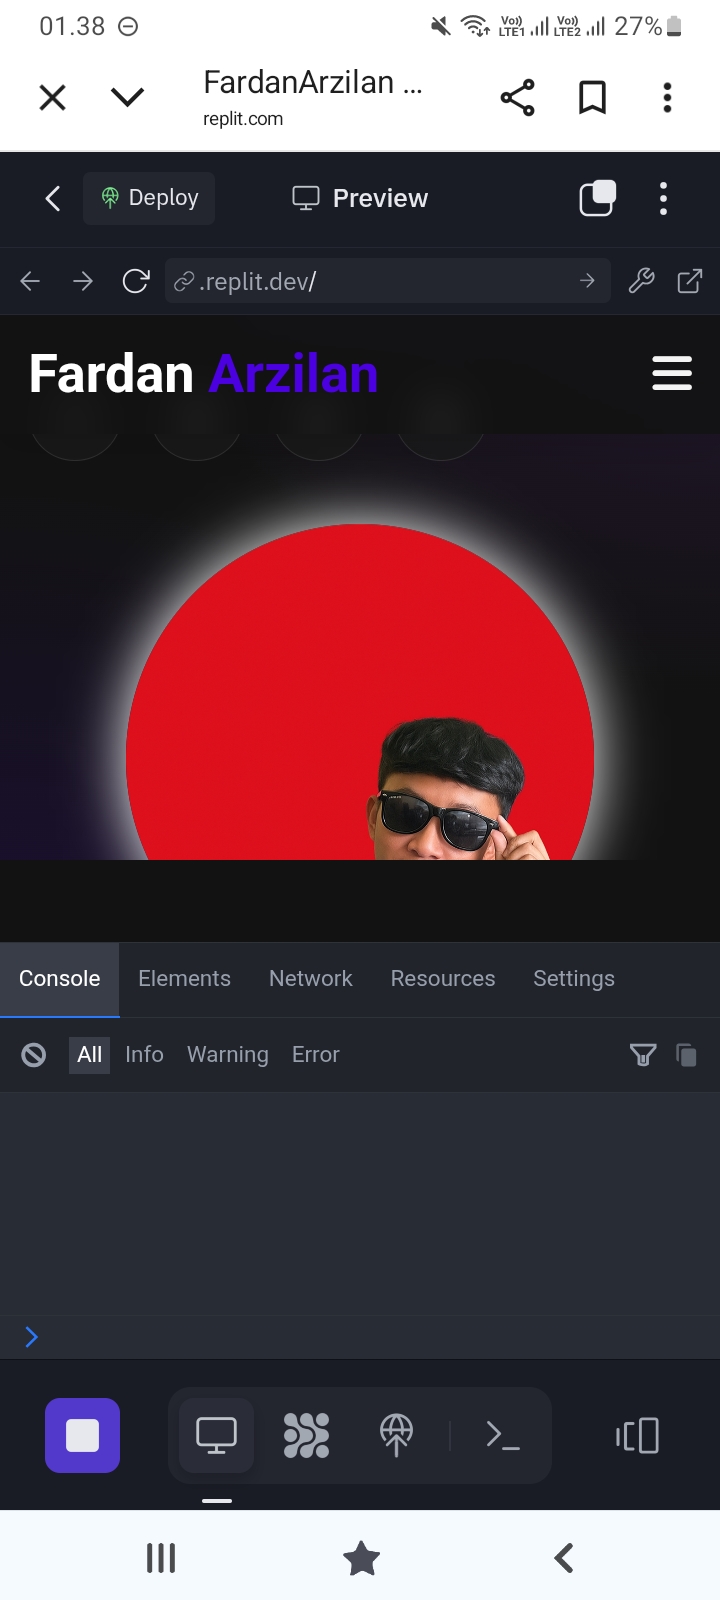 01.38
Vo)) LTE1 Vo)) LTE2 27%
FardanArzilan ...
replit.com
Deploy Preview
.replit.dev/
Fardan Arzilan
Console Elements Network Resources Settings
All Info Warning Error